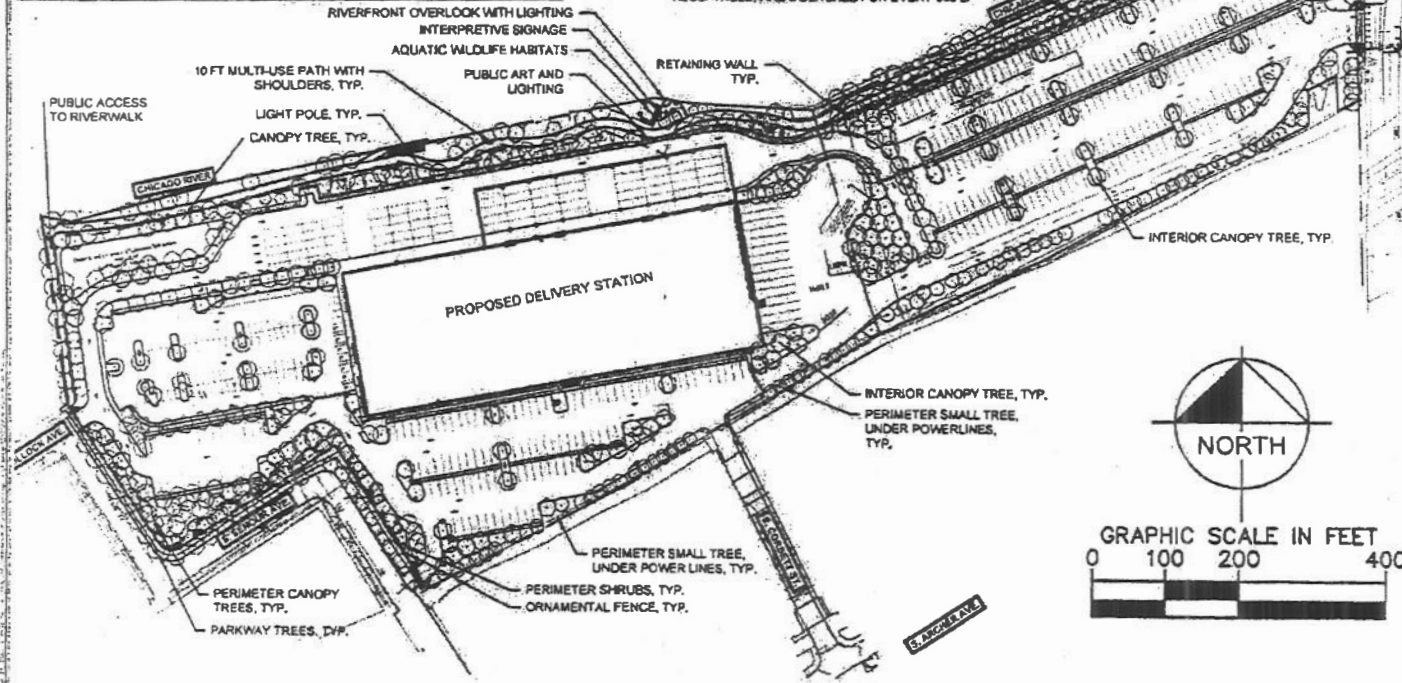 RIVERFRONT OVERLOOK WITH LIGHTING
INTERPRETIVE SIGNAGE
AQUATIC WILDLIFE HABITATS
PUBLIC ART AND
LIGHTING
RETAINING WALL
TYP.
10 FT MULTI-USE PATH WITH
SHOULDERS, TYP.
LIGHT POLE, TYP.
CANOPY TREE, TYP.
PUBLIC ACCESS
TO RIVERWALK
CHICAGO RIVER
PROPOSED DELIVERY STATION
INTERIOR CANOPY TREE, TYP.
INTERIOR CANOPY TREE, TYP.
PERIMETER SMALL TREE,
UNDER POWERLINES,
TYP.
NORTH
GRAPHIC SCALE IN FEET
0 100 200 400
PERIMETER SMALL TREE,
UNDER POWER LINES, TYP.
PERIMETER SHRUBS, TYP.
ORNAMENTAL FENCE, TYP.
PERIMETER CANOPY
TREES, TYP.
PARKWAY TREES, TYP.
S. CORBETT ST.
S. ARCHER AVE